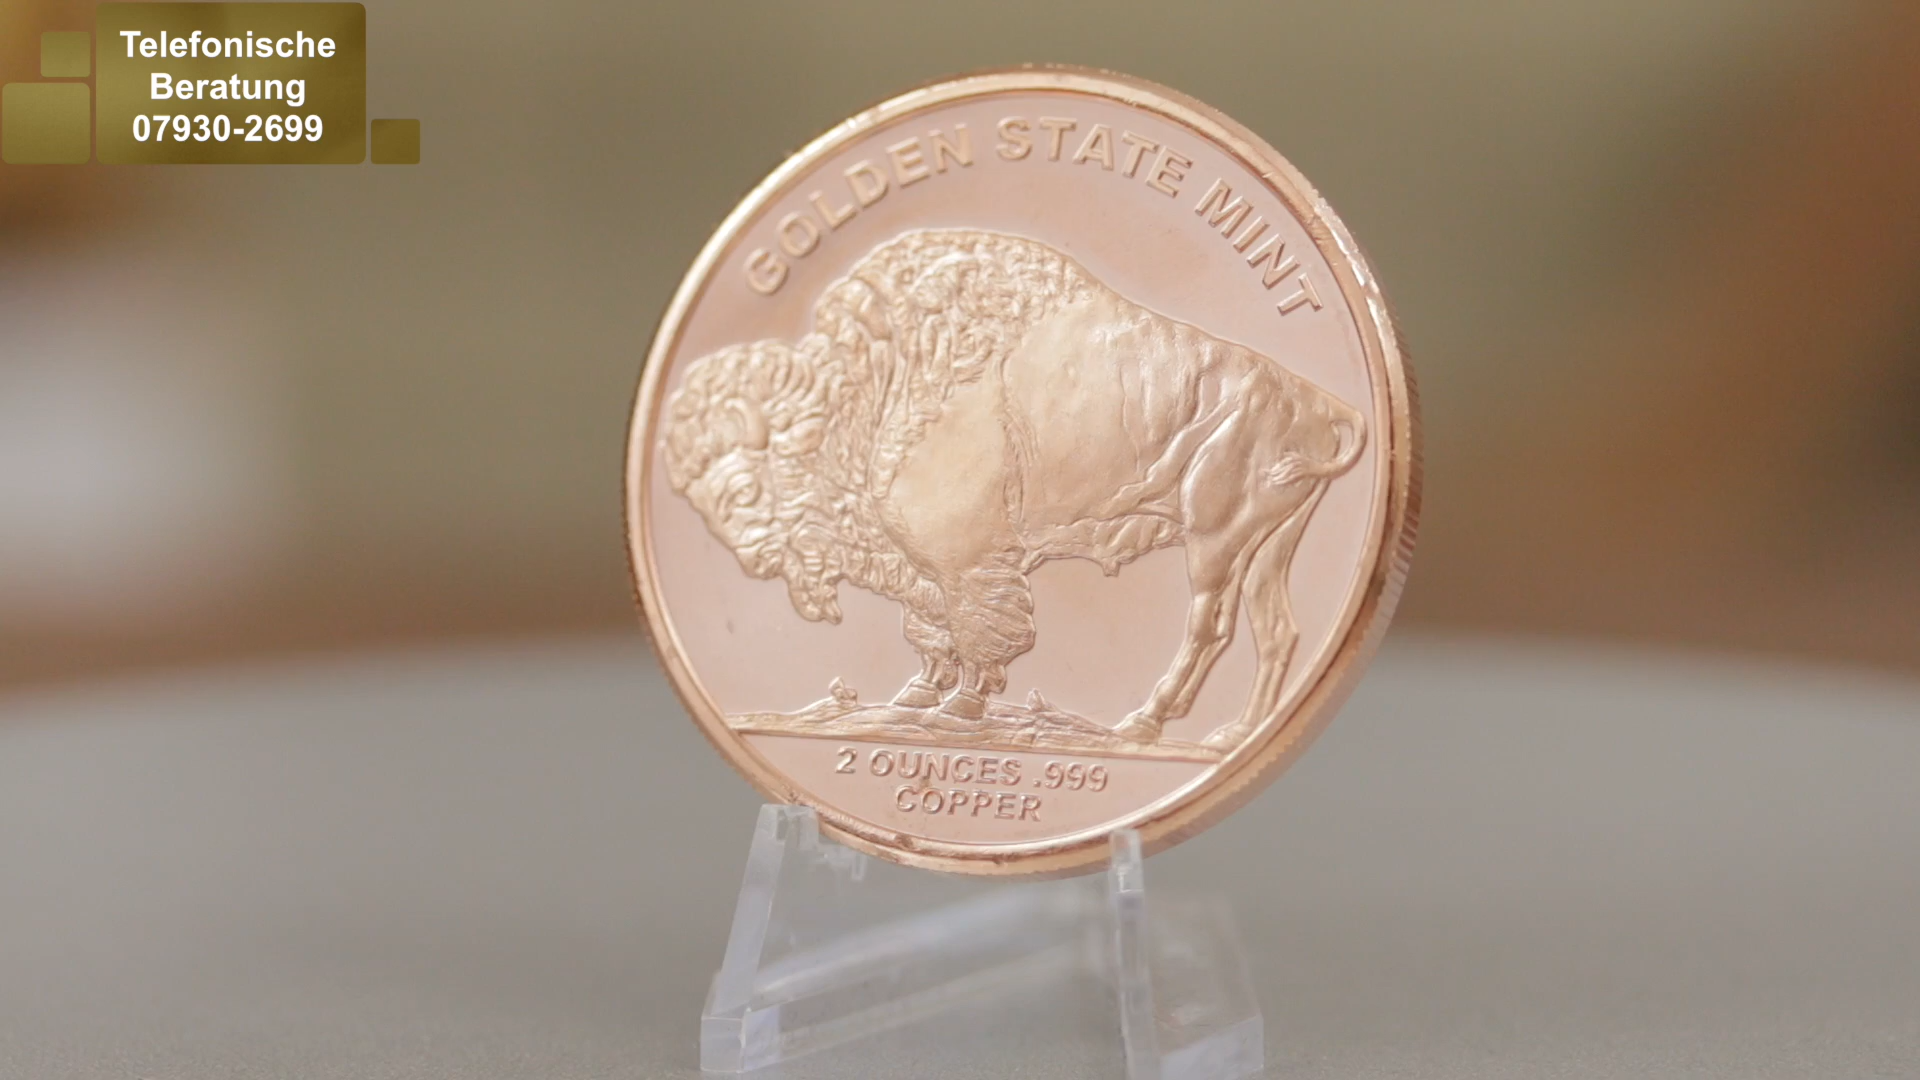 Telefonische
Beratung
07930-2699
GOLDEN STATE MINT
2 OUNCES .999
COPPER